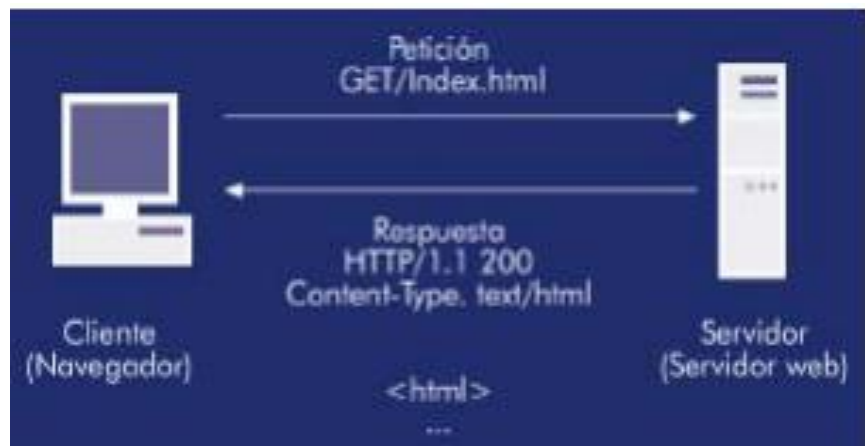 Petición
GET/Index.html
Respuesta
HTTP/1.1 200
Content-Type. text/html
Cliente
(Navegador)
Servidor
(Servidor web)
<html>
...